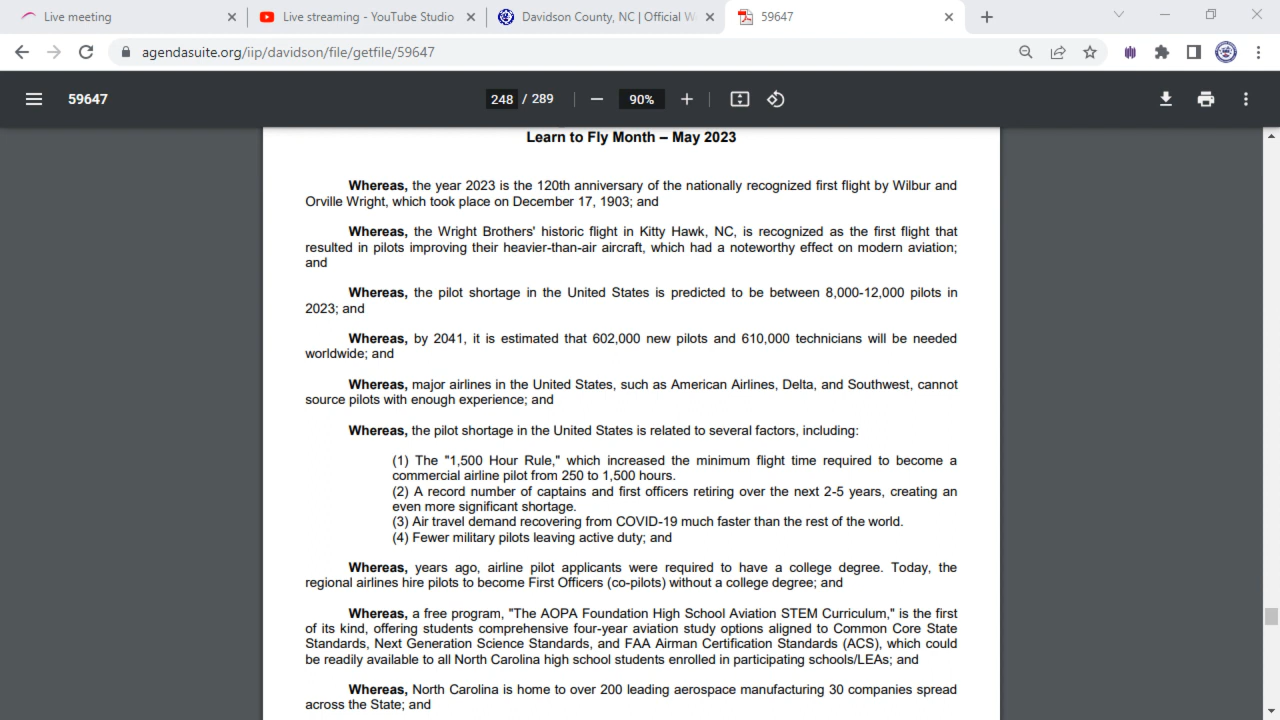 Live meeting
Live streaming - YouTube Studio
Davidson County, NC | Official W
59647
agendasuite.org/iip/davidson/file/getfile/59647
59647
248 / 289
90%
Learn to Fly Month – May 2023
Whereas, the year 2023 is the 120th anniversary of the nationally recognized first flight by Wilbur and
Orville Wright, which took place on December 17, 1903; and
Whereas, the Wright Brothers' historic flight in Kitty Hawk, NC, is recognized as the first flight that
resulted in pilots improving their heavier-than-air aircraft, which had a noteworthy effect on modern aviation;
and
Whereas, the pilot shortage in the United States is predicted to be between 8,000-12,000 pilots in
2023; and
Whereas, by 2041, it is estimated that 602,000 new pilots and 610,000 technicians will be needed
worldwide; and
Whereas, major airlines in the United States, such as American Airlines, Delta, and Southwest, cannot
source pilots with enough experience; and
Whereas, the pilot shortage in the United States is related to several factors, including:
(1) The "1,500 Hour Rule," which increased the minimum flight time required to become a
commercial airline pilot from 250 to 1,500 hours.
(2) A record number of captains and first officers retiring over the next 2-5 years, creating an
even more significant shortage.
(3) Air travel demand recovering from COVID-19 much faster than the rest of the world.
(4) Fewer military pilots leaving active duty; and
Whereas, years ago, airline pilot applicants were required to have a college degree. Today, the
regional airlines hire pilots to become First Officers (co-pilots) without a college degree; and
Whereas, a free program, "The AOPA Foundation High School Aviation STEM Curriculum," is the first
of its kind, offering students comprehensive four-year aviation study options aligned to Common Core State
Standards, Next Generation Science Standards, and FAA Airman Certification Standards (ACS), which could
be readily available to all North Carolina high school students enrolled in participating schools/LEAs; and
Whereas, North Carolina is home to over 200 leading aerospace manufacturing 30 companies spread
across the State; and